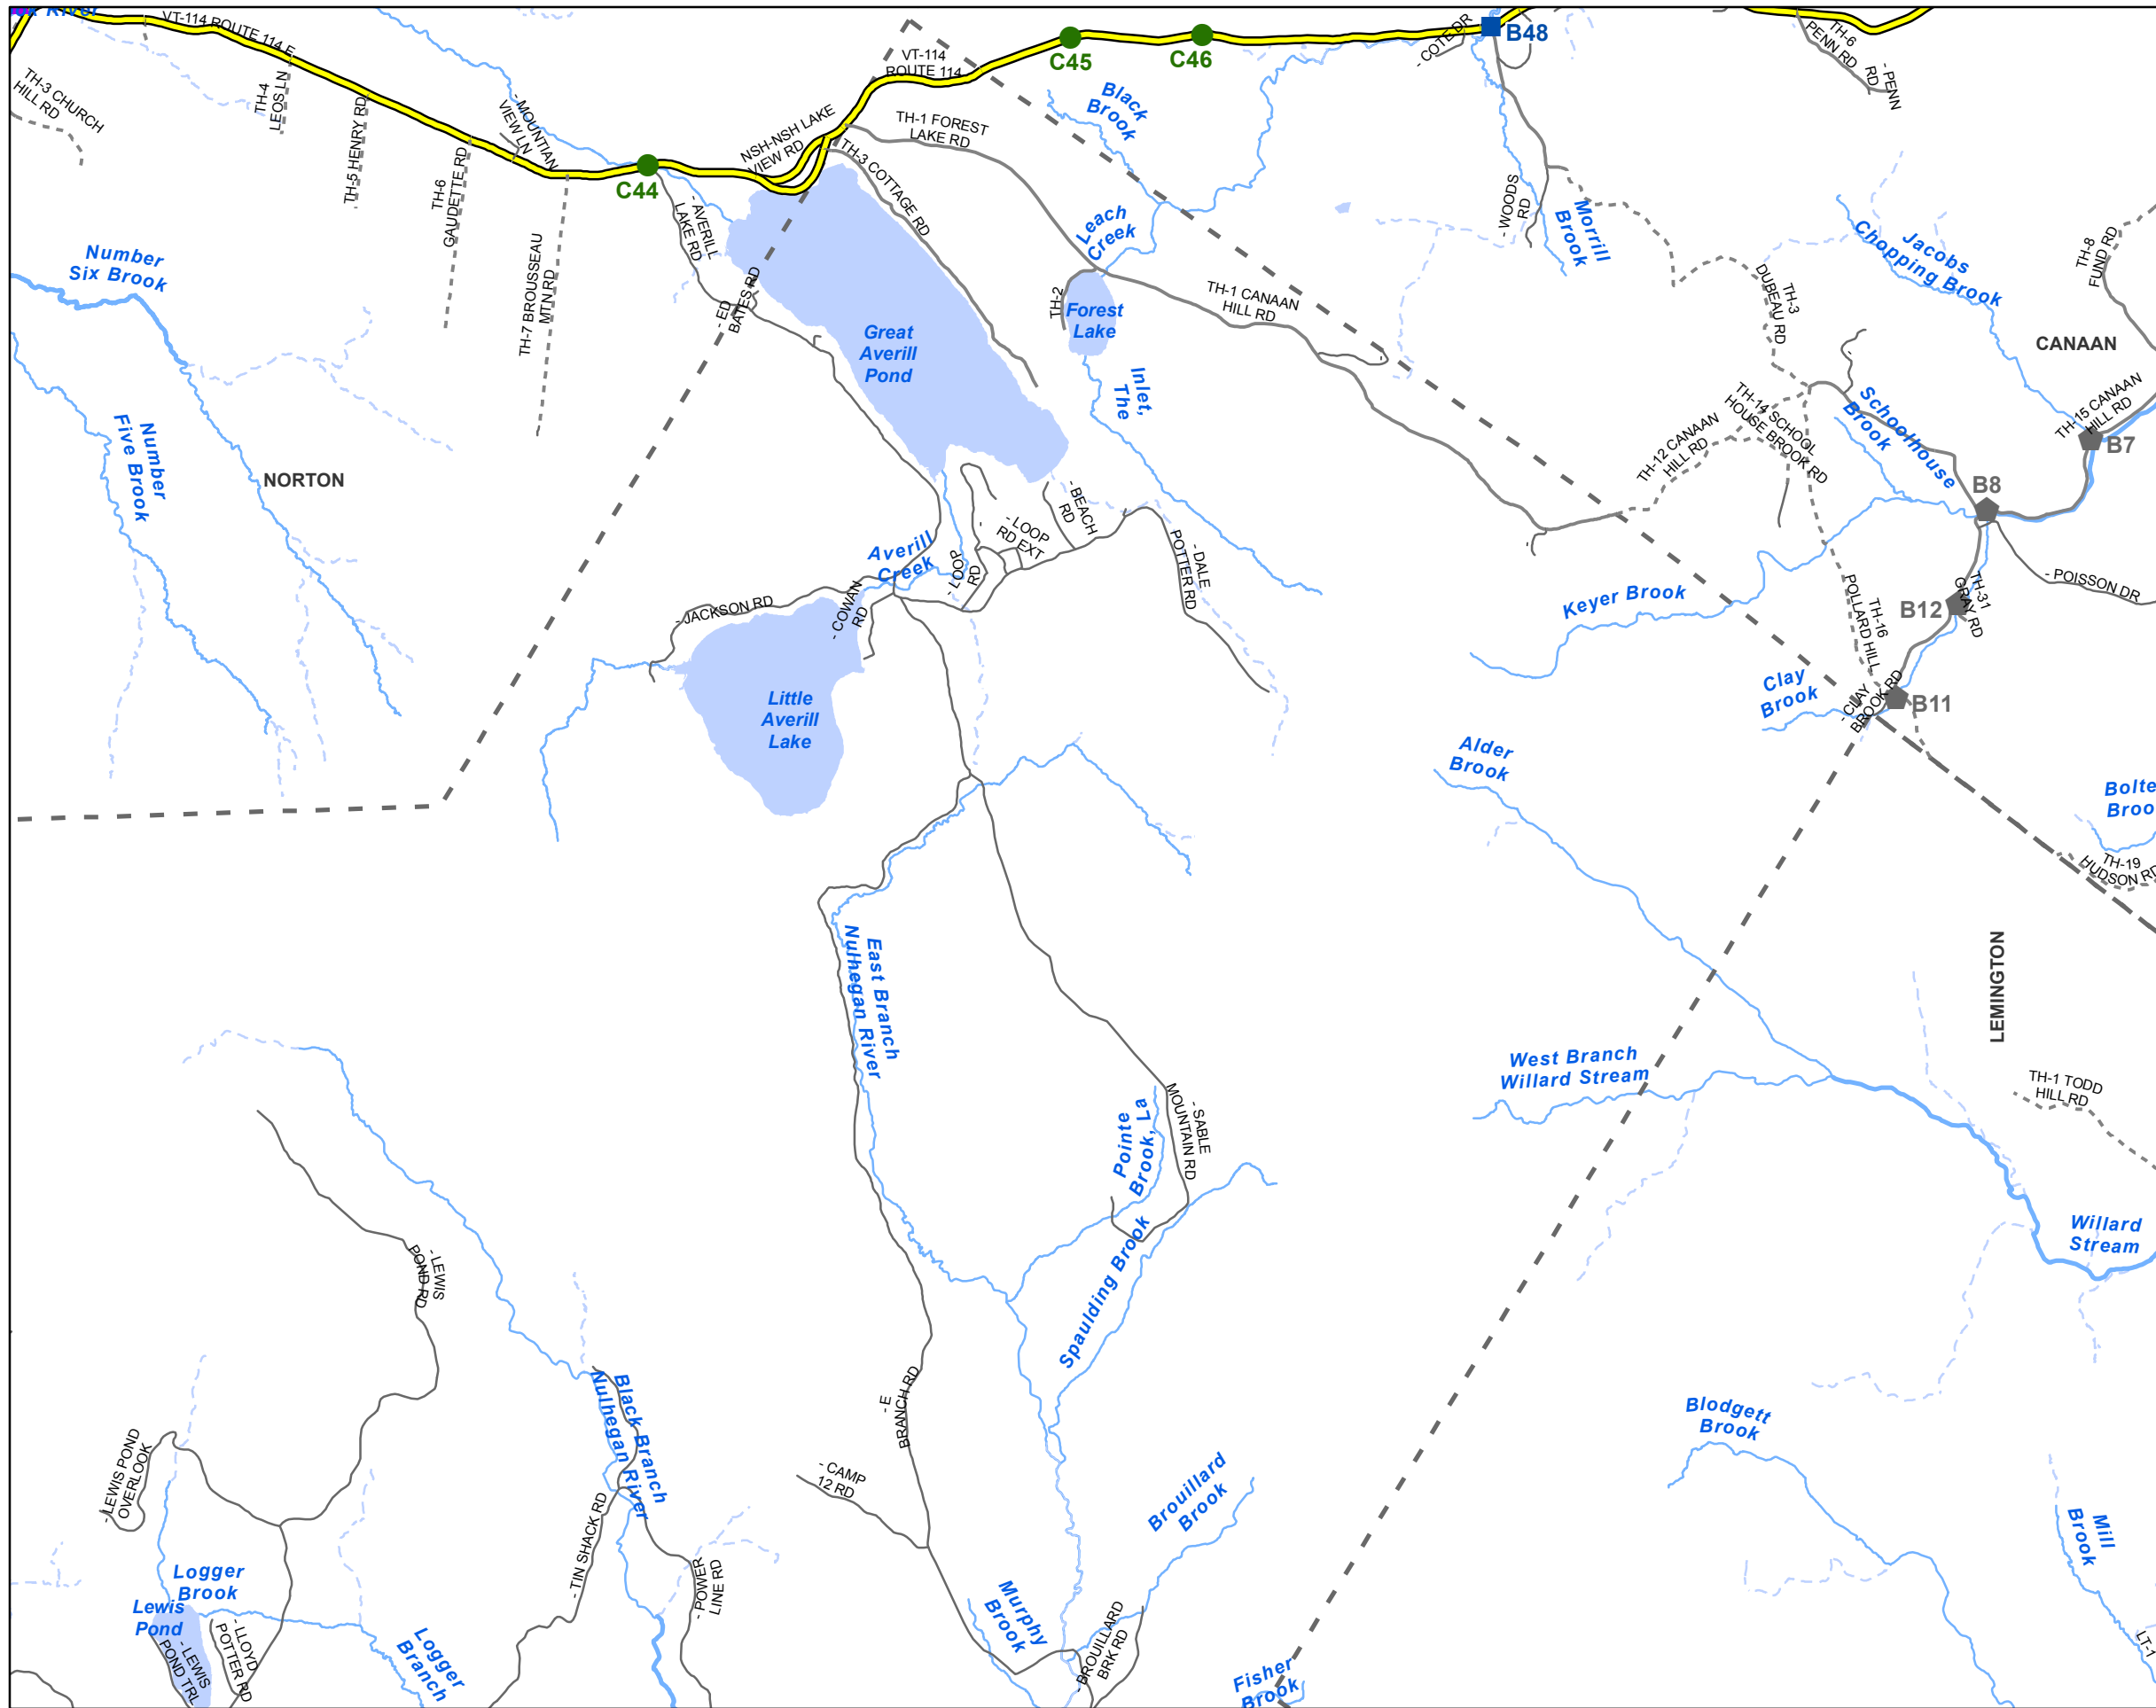 VT-114 ROUTE 114 E
TH-3 CHURCH
HILL RD
TH-4
LEOS LN
TH-5 HENRY RD
TH-6
GAUDETTE RD
- MOUNTIAN
VIEW LN
TH-7 BROUSSEAU
MTN RD
C44
NSH-NSH LAKE
VIEW RD
VT-114
ROUTE 114
C45
C46
- COTE DR
B48
TH-6
PENN RD
- PENN
RD
TH-1 FOREST
LAKE RD
TH-3 COTTAGE RD
Black
Brook
Leach
Creek
- WOODS
RD
Morrill
Brook
Jacobs
Chopping Brook
TH-8
FUND RD
CANAAN
- AVERILL
LAKE RD
- ED
BATES RD
Number
Six Brook
Great
Averill
Pond
TH-2
Forest
Lake
TH-1 CANAAN
HILL RD
TH-3
DUBEAU RD
Inlet,
The
Number
Five Brook
NORTON
TH-12 CANAAN
HILL RD
TH-14 SCHOOL
HOUSE BROOK RD
Schoolhouse
Brook
TH-15 CANAAN
HILL RD
B7
B8
- BEACH
RD
- LOOP
RD EXT
- LOOP
RD
Averill
Creek
- DALE
POTTER RD
- JACKSON RD
- COWAN
RD
Keyer Brook
TH-16
POLLARD HILL
B12
TH-31
GRAY RD
- POISSON DR
Clay
Brook
- CLAY
BROOK RD
B11
Little
Averill
Lake
Alder
Brook
TH-19
HUDSON RD
East Branch
Nulhegan River
LEMINGTON
West Branch
Willard Stream
TH-1 TODD
HILL RD
La
Pointe
Brook,
- SABLE
MOUNTAIN RD
Willard
Stream
Spaulding Brook
- LEWIS
POND RD
Black Branch
Nulhegan River
- E
BRANCH RD
Blodgett
Brook
- LEWIS POND
OVERLOOK
- CAMP
12 RD
Brouillard
Brook
- TIN SHACK RD
- POWER
LINE RD
Mill
Brook
Logger
Brook
Lewis
Pond
- LEWIS
POND TRL
- LLOYD
POTTER RD
Logger
Branch
Murphy
Brook
- BROUILLARD
BRK RD
Fisher
Brook
LT-1